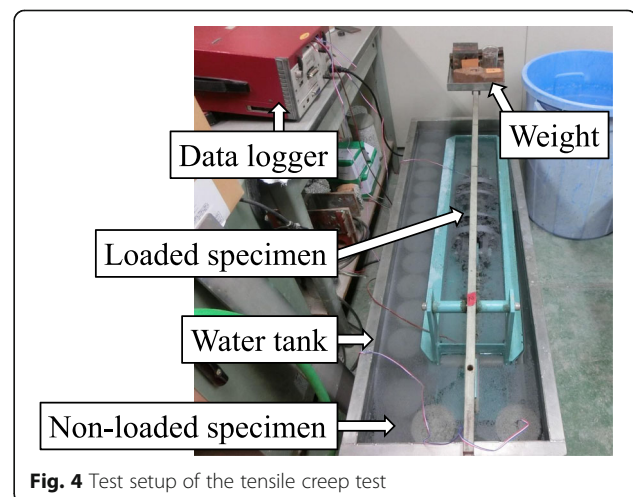 Data logger
Weight
Loaded specimen
Water tank
Non-loaded specimen
Fig. 4 Test setup of the tensile creep test